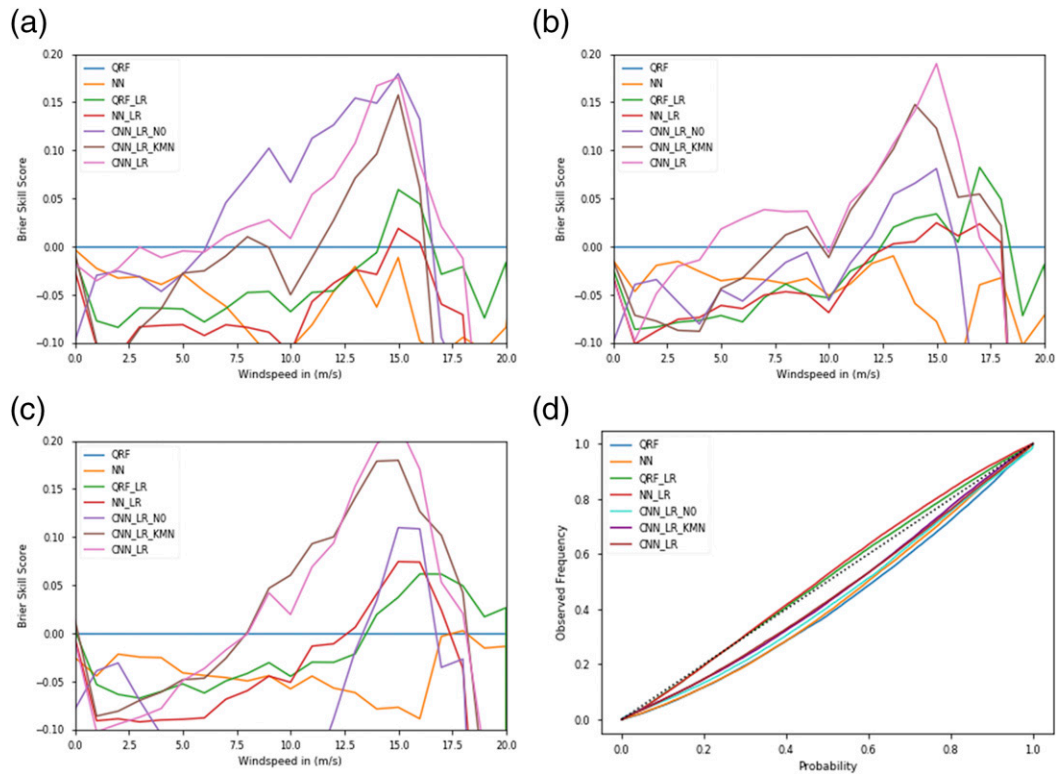 (a)
0.20
0.15
0.10
0.05
0.00
−0.05
−0.10
Brier Skill Score
QRF
NN
QRF_LR
NN_LR
CNN_LR_N0
CNN_LR_KMN
CNN_LR
0.0 2.5 5.0 7.5 10.0 12.5 15.0 17.5 20.0
Windspeed in (m/s)
(b)
0.20
0.15
0.10
0.05
0.00
−0.05
−0.10
Brier Skill Score
QRF
NN
QRF_LR
NN_LR
CNN_LR_N0
CNN_LR_KMN
CNN_LR
0.0 2.5 5.0 7.5 10.0 12.5 15.0 17.5 20.0
Windspeed in (m/s)
(c)
0.20
0.15
0.10
0.05
0.00
−0.05
−0.10
Brier Skill Score
QRF
NN
QRF_LR
NN_LR
CNN_LR_N0
CNN_LR_KMN
CNN_LR
0.0 2.5 5.0 7.5 10.0 12.5 15.0 17.5 20.0
Windspeed in (m/s)
(d)
1.0
0.8
0.6
0.4
0.2
0.0
Observed Frequency
QRF
NN
QRF_LR
NN_LR
CNN_LR_N0
CNN_LR_KMN
CNN_LR
0.0 0.2 0.4 0.6 0.8 1.0
Probability